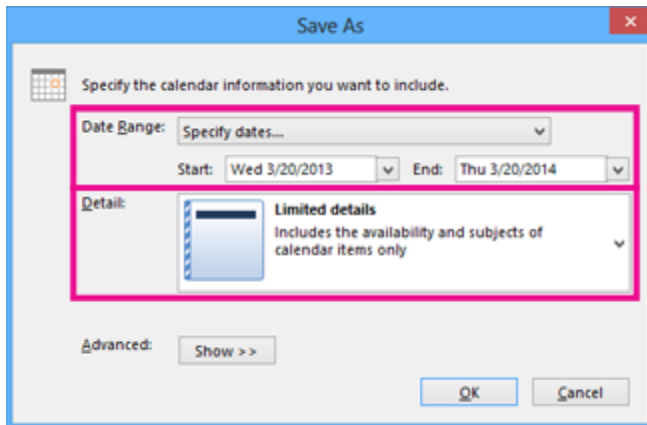 Save As
Specify the calendar information you want to include.
Date Range: Specify dates...
Start: Wed 3/20/2013 End: Thu 3/20/2014
Detail: Limited details
Includes the availability and subjects of
calendar items only
Advanced: Show >>
OK Cancel